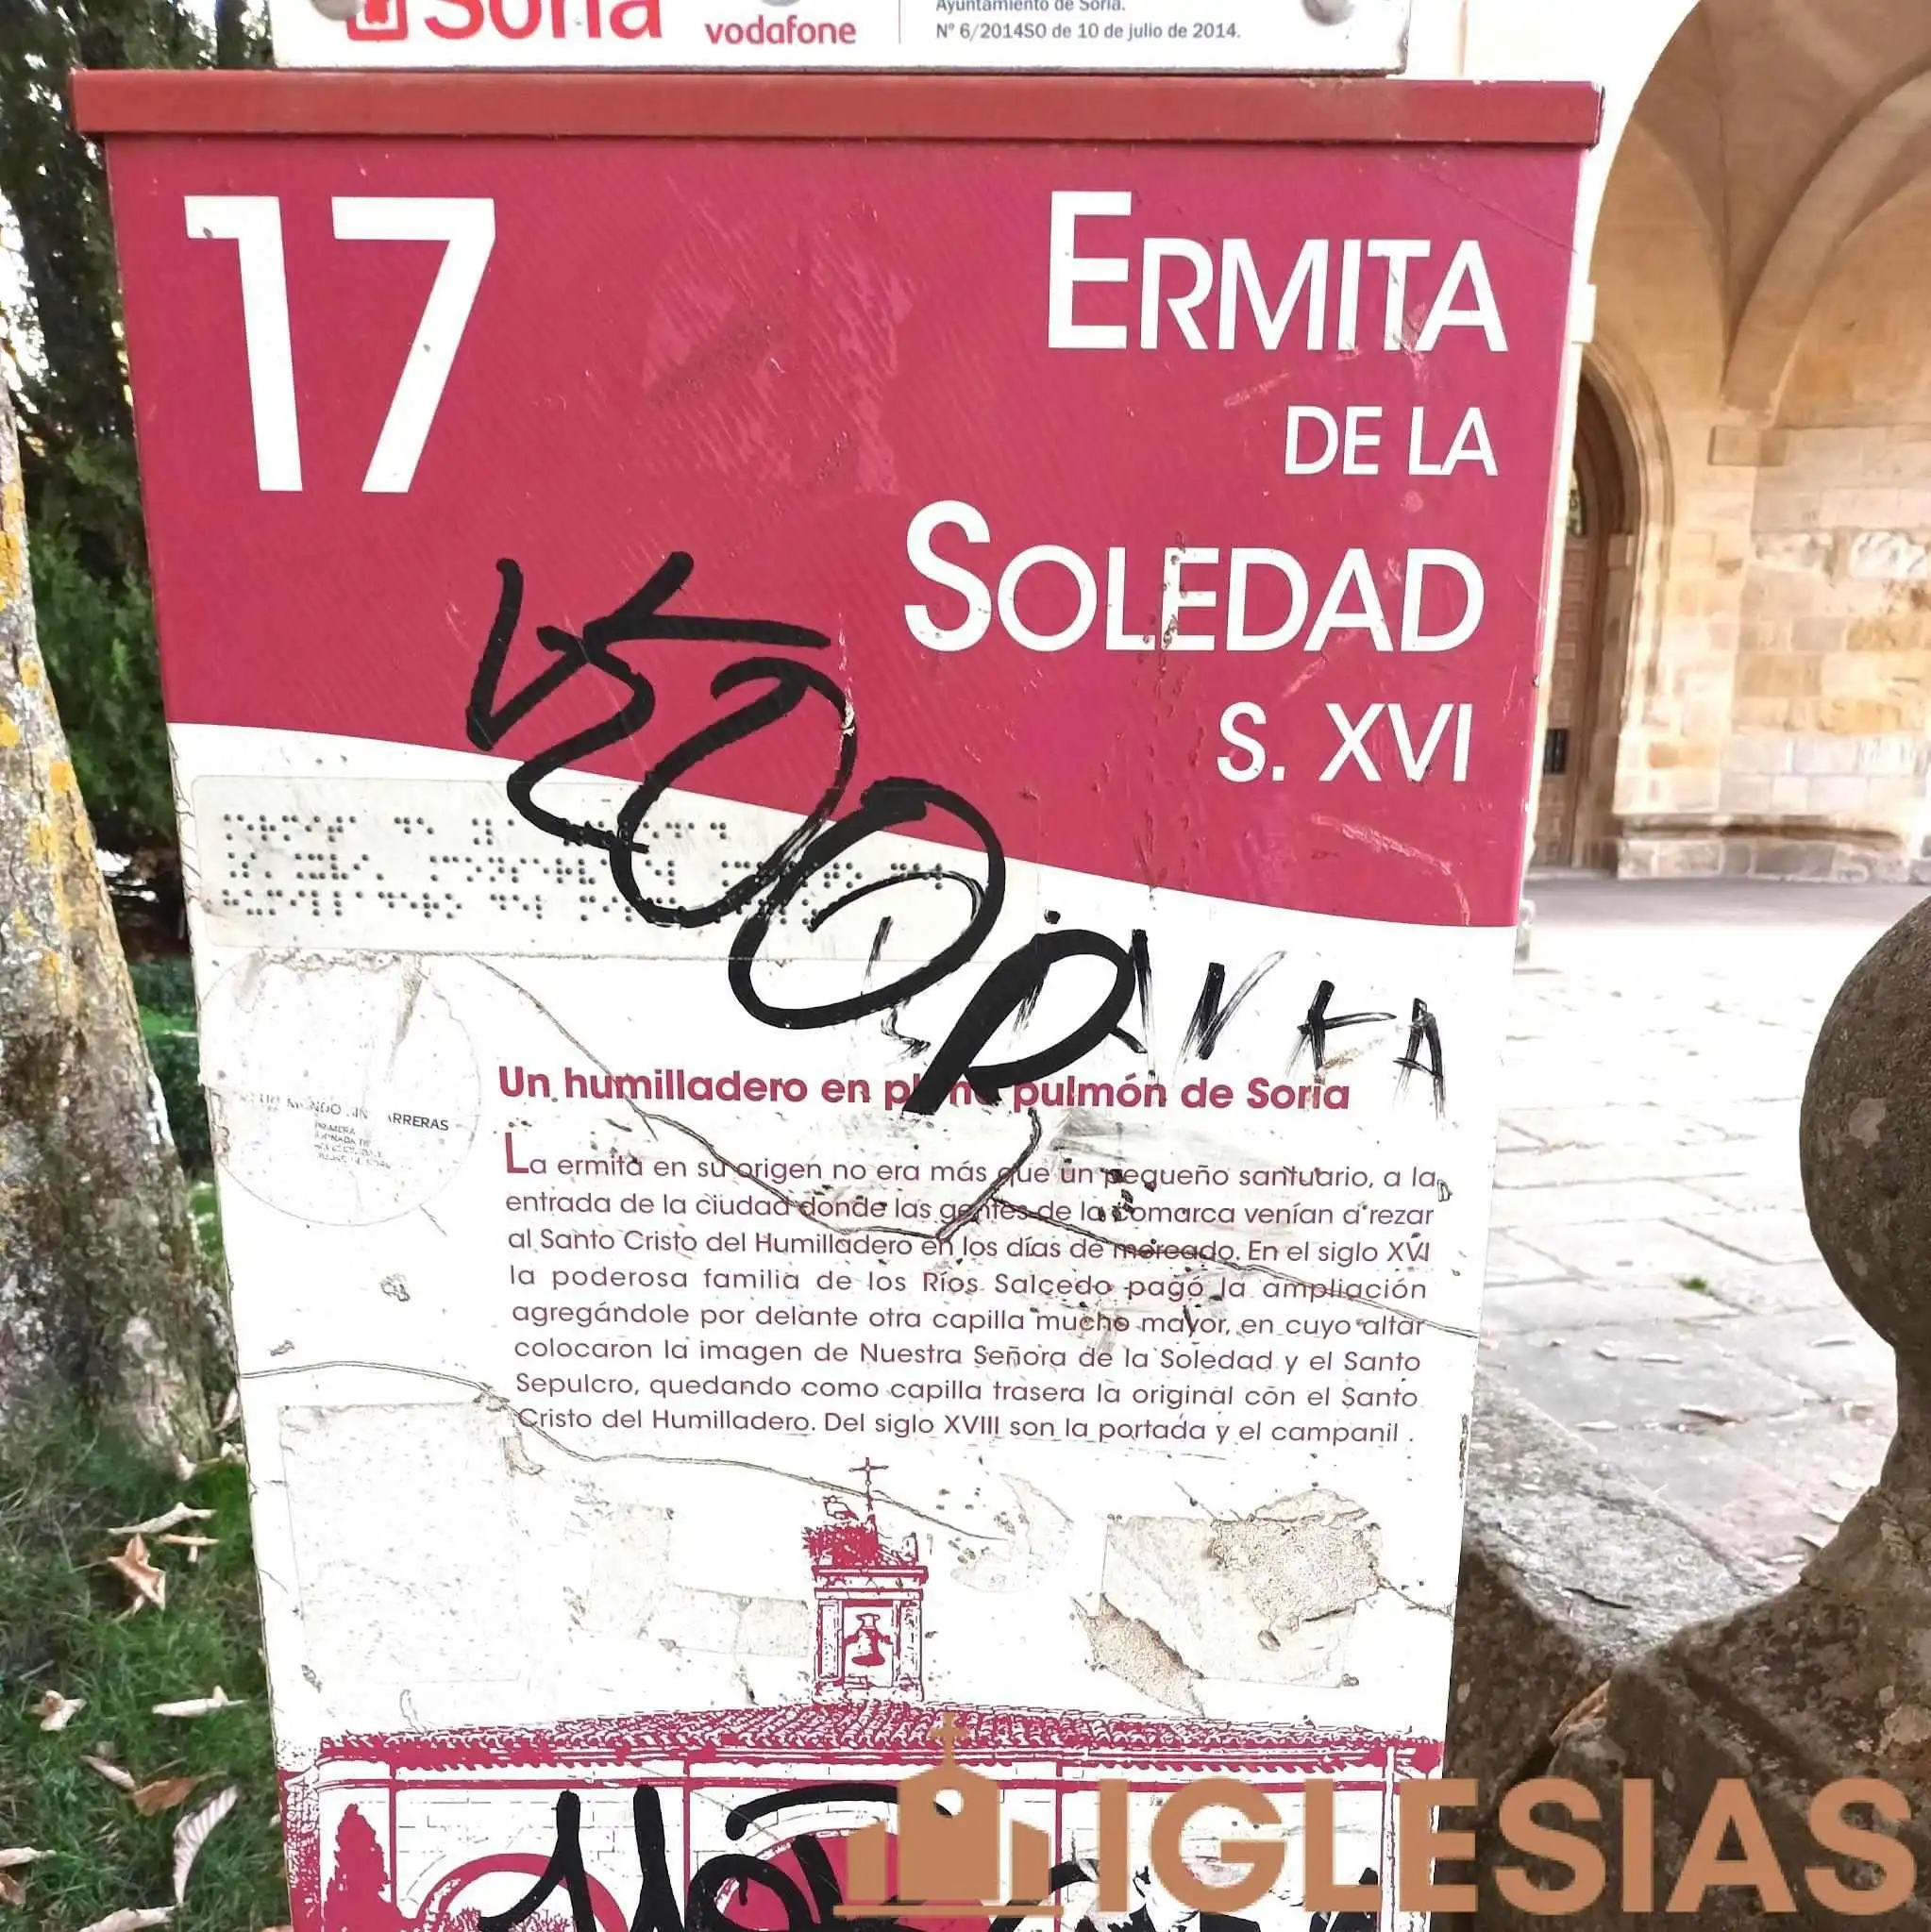 Soria
vodafone
Ayuntamiento de Soria.
Nº 6/2014SO de 10 de julio de 2014.
17
ERMITA
DE LA
SOLEDAD
S. XVI
Un humilladero en pleno pulmón de Soria
La ermita en su origen no era más que un pequeño santuario, a la
entrada de la ciudad donde las gentes de la comarca venían a rezar
al Santo Cristo del Humilladero en los días de mercado. En el siglo XVI
la poderosa familia de los Ríos Salcedo pagó la ampliación
agregándole por delante otra capilla mucho mayor, en cuyo altar
colocaron la imagen de Nuestra Señora de la Soledad y el Santo
Sepulcro, quedando como capilla trasera la original con el Santo
Cristo del Humilladero. Del siglo XVIII son la portada y el campanil .
IGLESIAS